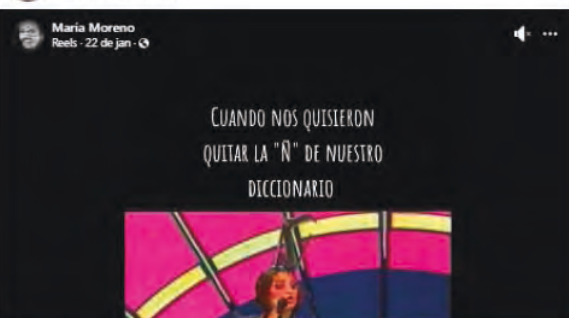 Maria Moreno
Reels · 22 de jan ·
CUANDO NOS QUISIERON
QUITAR LA "Ñ" DE NUESTRO
DICCIONARIO